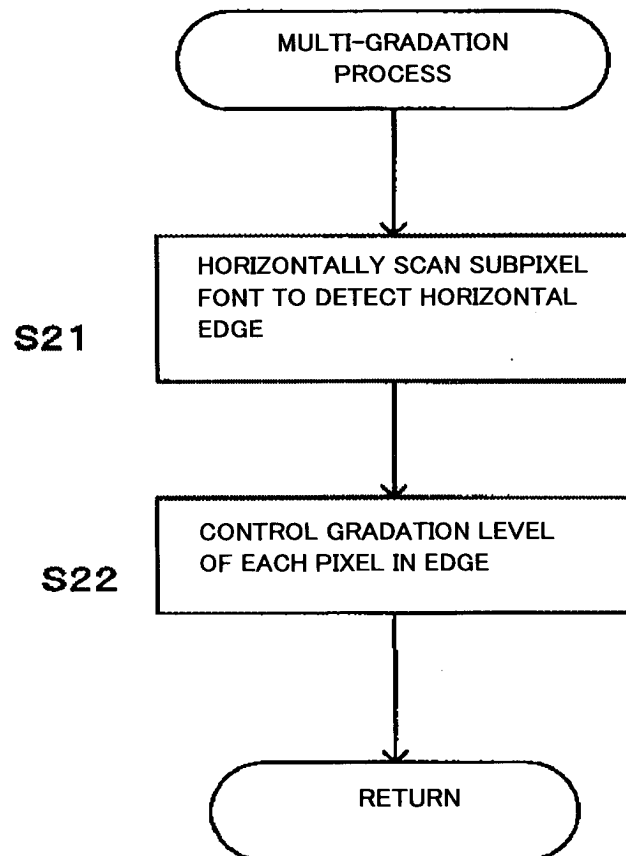 MULTI-GRADATION
PROCESS
HORIZONTALLY SCAN SUBPIXEL
FONT TO DETECT HORIZONTAL
EDGE
S21
CONTROL GRADATION LEVEL
OF EACH PIXEL IN EDGE
S22
RETURN